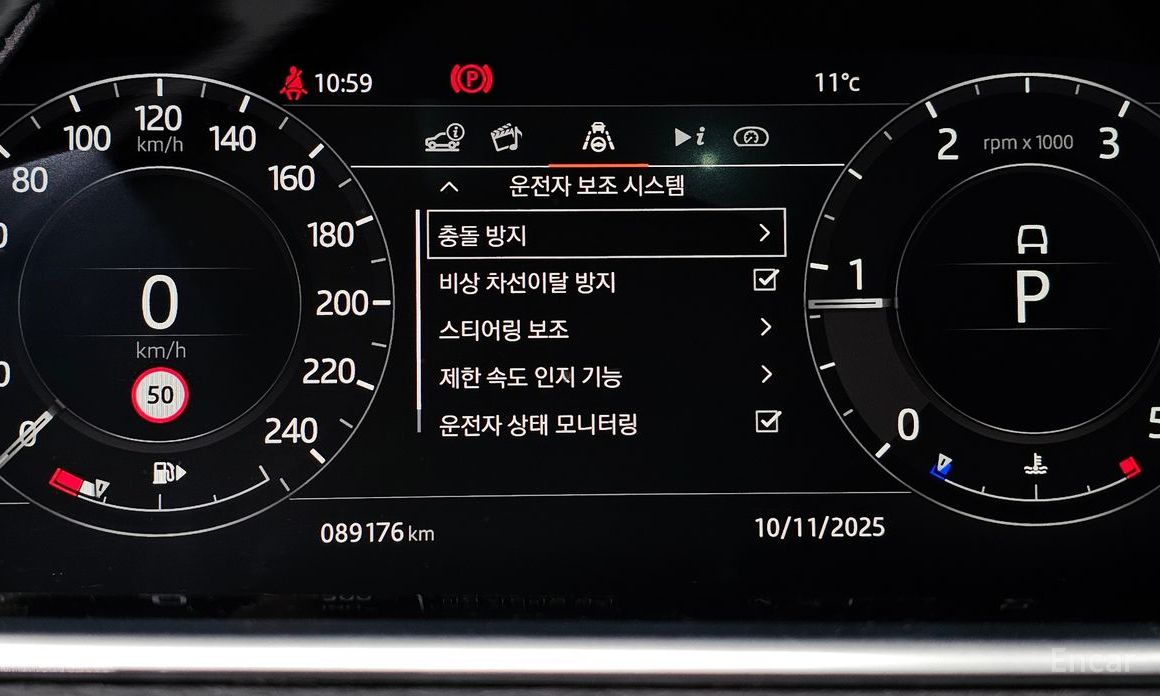 10:59
P
11°c
120
100
140
km/h
80
160
180
200
220
240
0
km/h
50
0
운전자 보조 시스템
충돌 방지
비상 차선이탈 방지
스티어링 보조
제한 속도 인지 기능
운전자 상태 모니터링
2
rpm x 1000
3
1
P
0
5
089176 km
10/11/2025
Encar